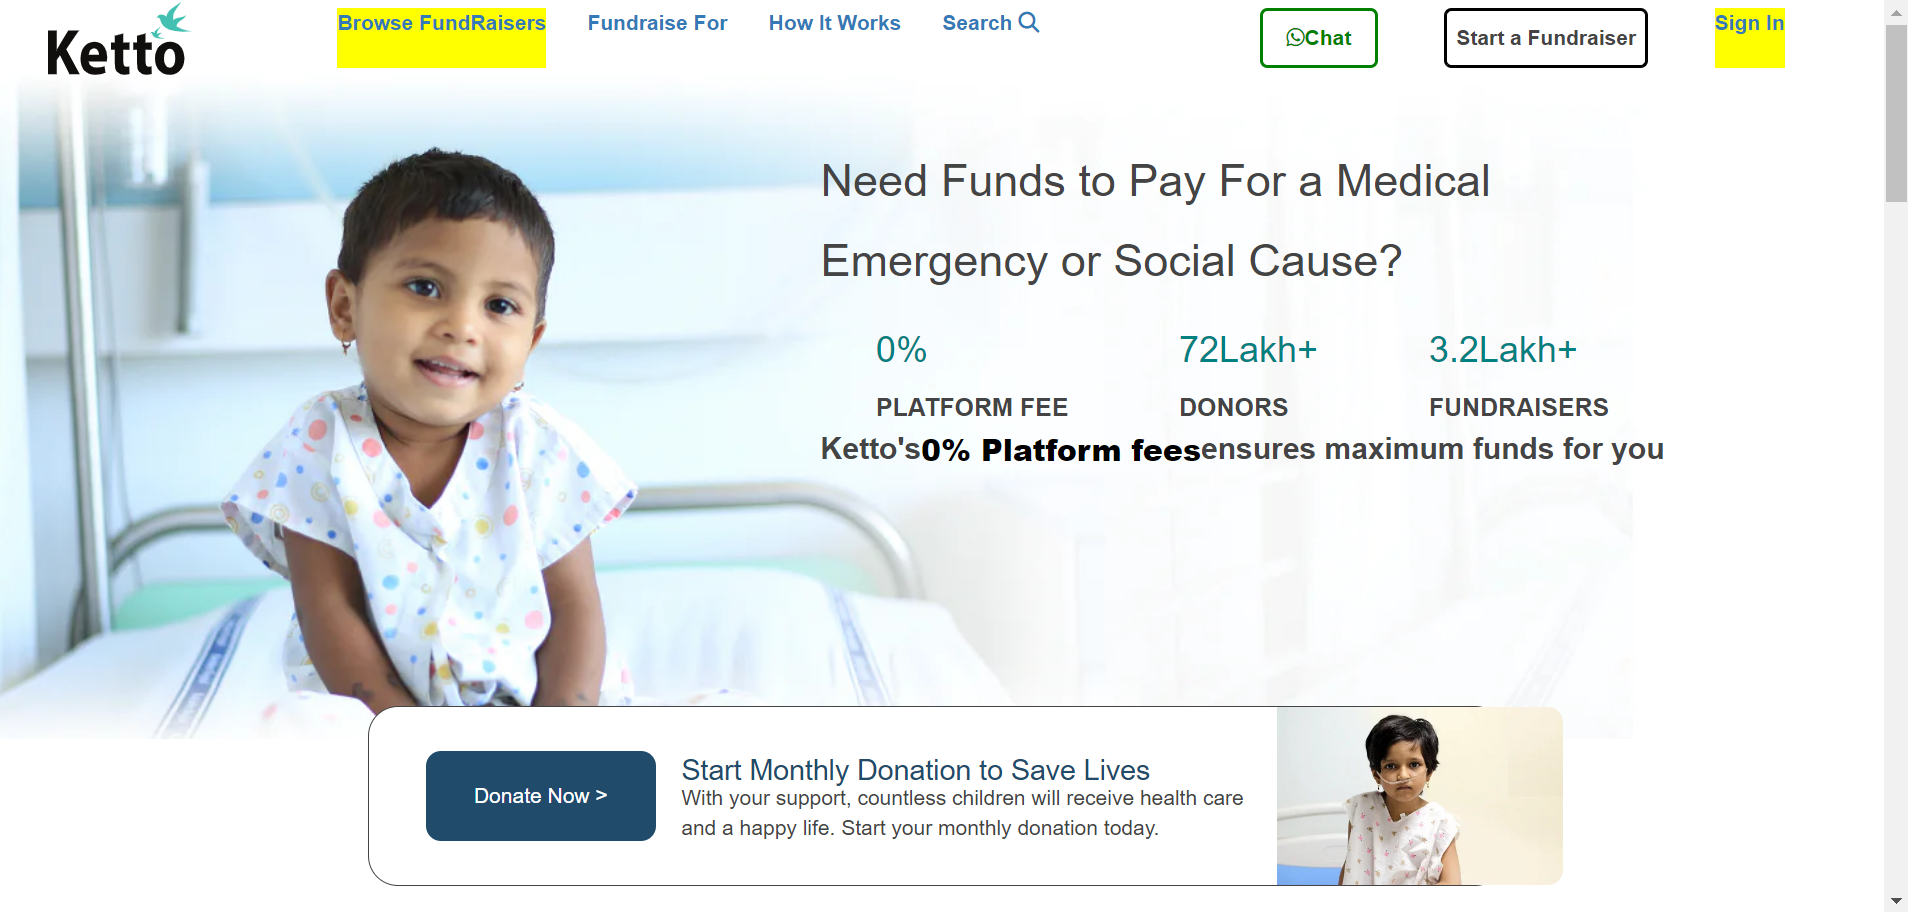 Ketto
Browse FundRaisers
Fundraise For
How It Works
Search
Chat
Start a Fundraiser
Sign In
Need Funds to Pay For a Medical
Emergency or Social Cause?
0%
PLATFORM FEE
72Lakh+
DONORS
3.2Lakh+
FUNDRAISERS
Ketto's0% Platform feesensures maximum funds for you
Donate Now >
Start Monthly Donation to Save Lives
With your support, countless children will receive health care
and a happy life. Start your monthly donation today.